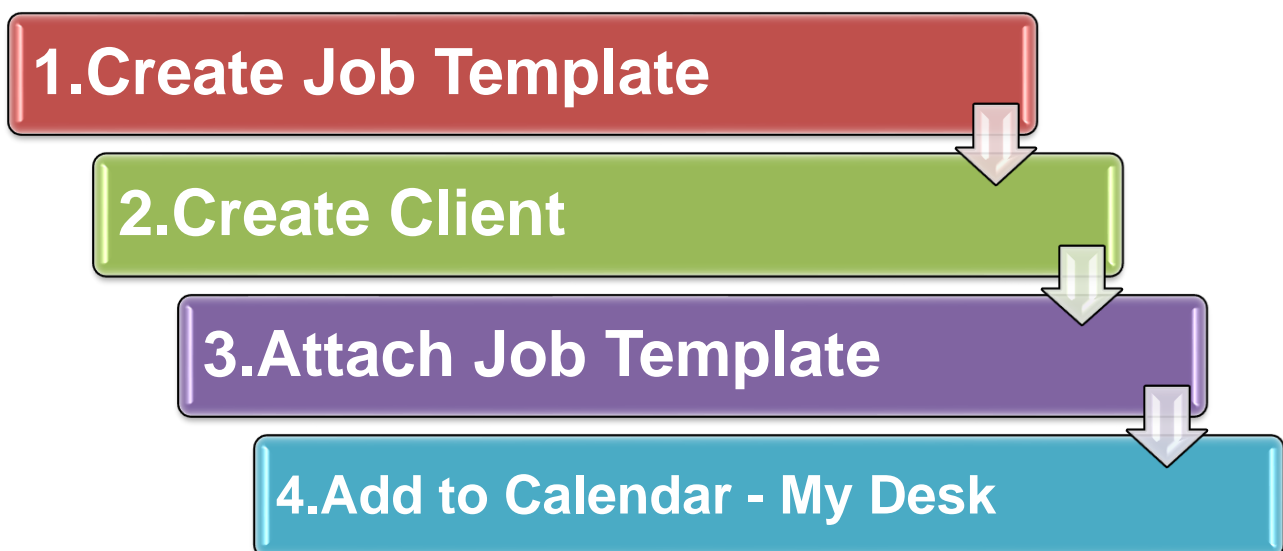 1.Create Job Template
2.Create Client
3.Attach Job Template
4.Add to Calendar - My Desk